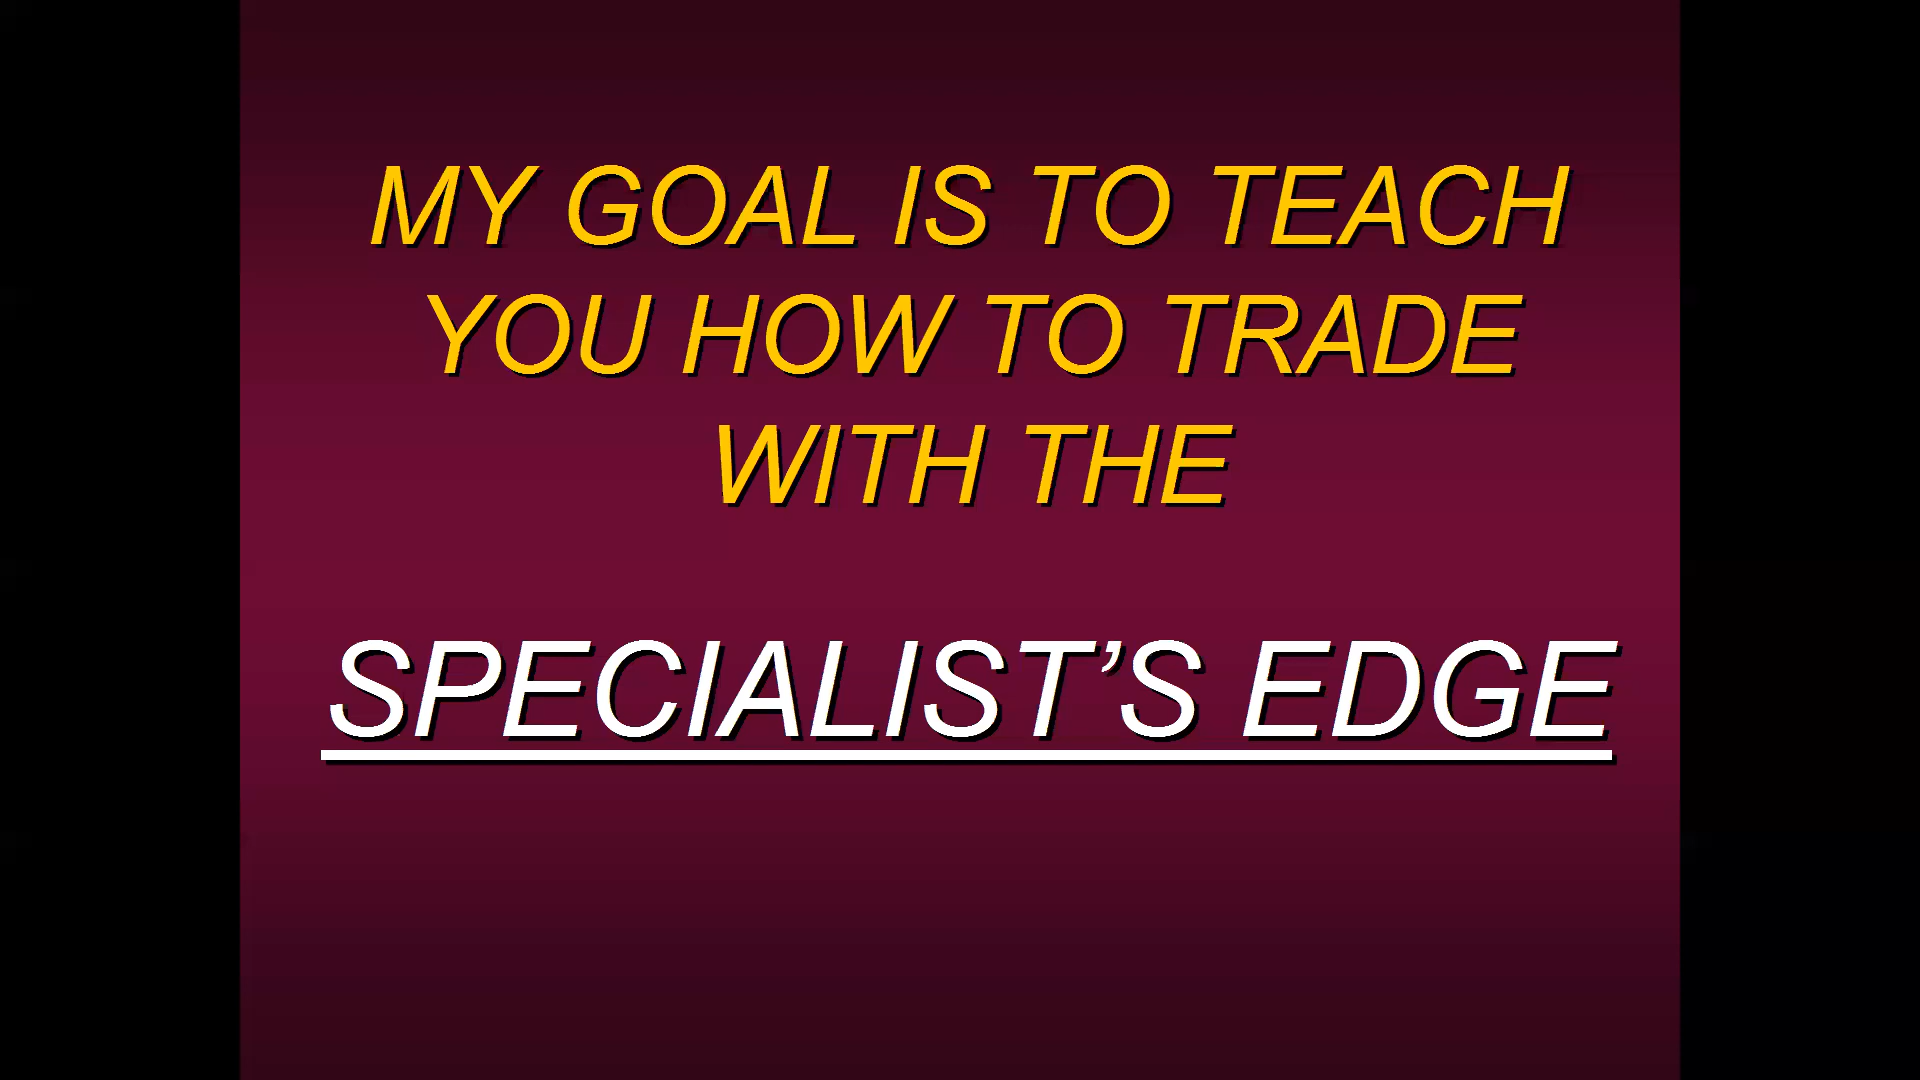 MY GOAL IS TO TEACH
YOU HOW TO TRADE
WITH THE
SPECIALIST’S EDGE